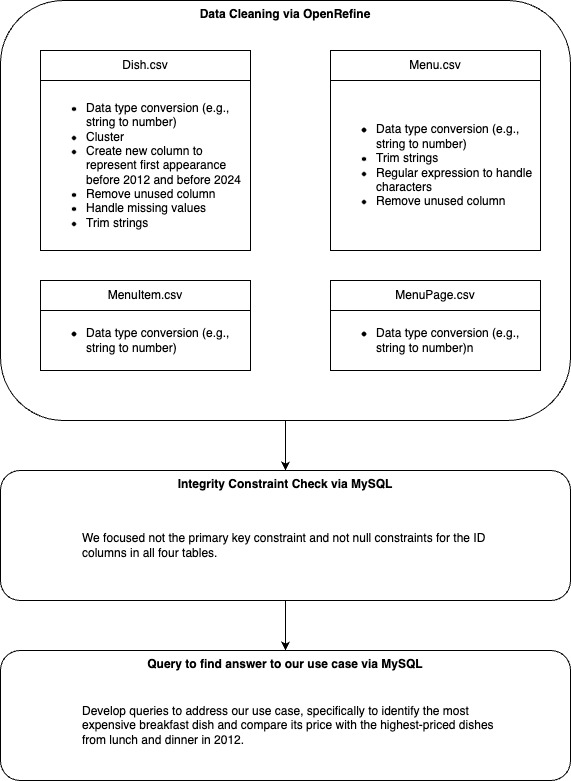 Data Cleaning via OpenRefine
Dish.csv
• Data type conversion (e.g.,
string to number)
• Cluster
• Create new column to
represent first appearance
before 2012 and before 2024
• Remove unused column
• Handle missing values
• Trim strings
Menu.csv
• Data type conversion (e.g.,
string to number)
• Trim strings
• Regular expression to handle
characters
• Remove unused column
MenuItem.csv
• Data type conversion (e.g.,
string to number)
MenuPage.csv
• Data type conversion (e.g.,
string to number)n
Integrity Constraint Check via MySQL
We focused not the primary key constraint and not null constraints for the ID
columns in all four tables.
Query to find answer to our use case via MySQL
Develop queries to address our use case, specifically to identify the most
expensive breakfast dish and compare its price with the highest-priced dishes
from lunch and dinner in 2012.